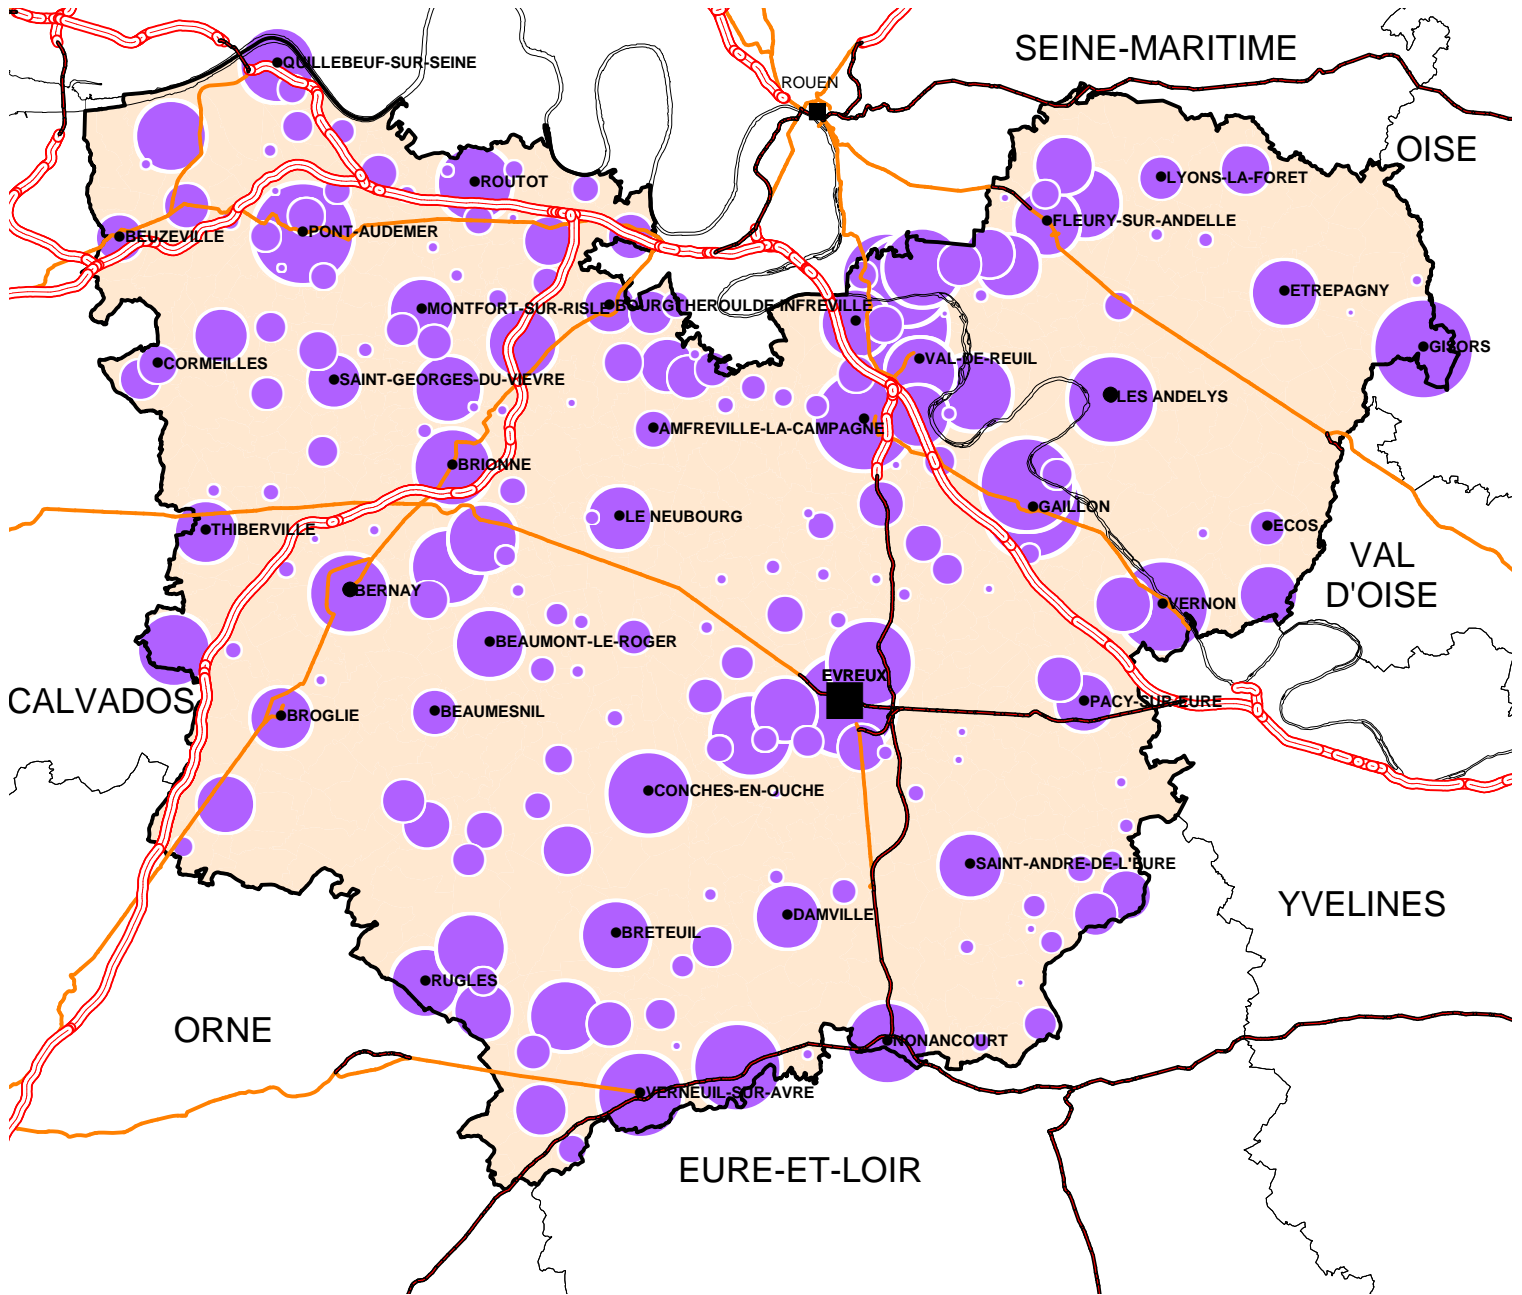 SEINE-MARITIME
QUILLEBEUF-SUR-SEINE
ROUEN
OISE
LYONS-LA-FORET
ROUTOT
FLEURY-SUR-ANDELLE
PONT-AUDEMER
BEUZEVILLE
ETREPAGNY
MONTFORT-SUR-RISLE
BOURGTHEROULDE-INFREVILLE
GISORS
VAL-DE-REUIL
CORMEILLES
SAINT-GEORGES-DU-VIEVRE
LES ANDELYS
AMFREVILLE-LA-CAMPAGNE
BRIONNE
GAILLON
LE NEUBOURG
ECOS
THIBERVILLE
VAL
D'OISE
BERNAY
VERNON
BEAUMONT-LE-ROGER
EVREUX
CALVADOS
PACY-SUR-EURE
BEAUMESNIL
BROGLIE
CONCHES-EN-OUCHE
SAINT-ANDRE-DE-L'EURE
YVELINES
DAMVILLE
BRETEUIL
RUGLES
ORNE
NONANCOURT
VERNEUIL-SUR-AVRE
EURE-ET-LOIR